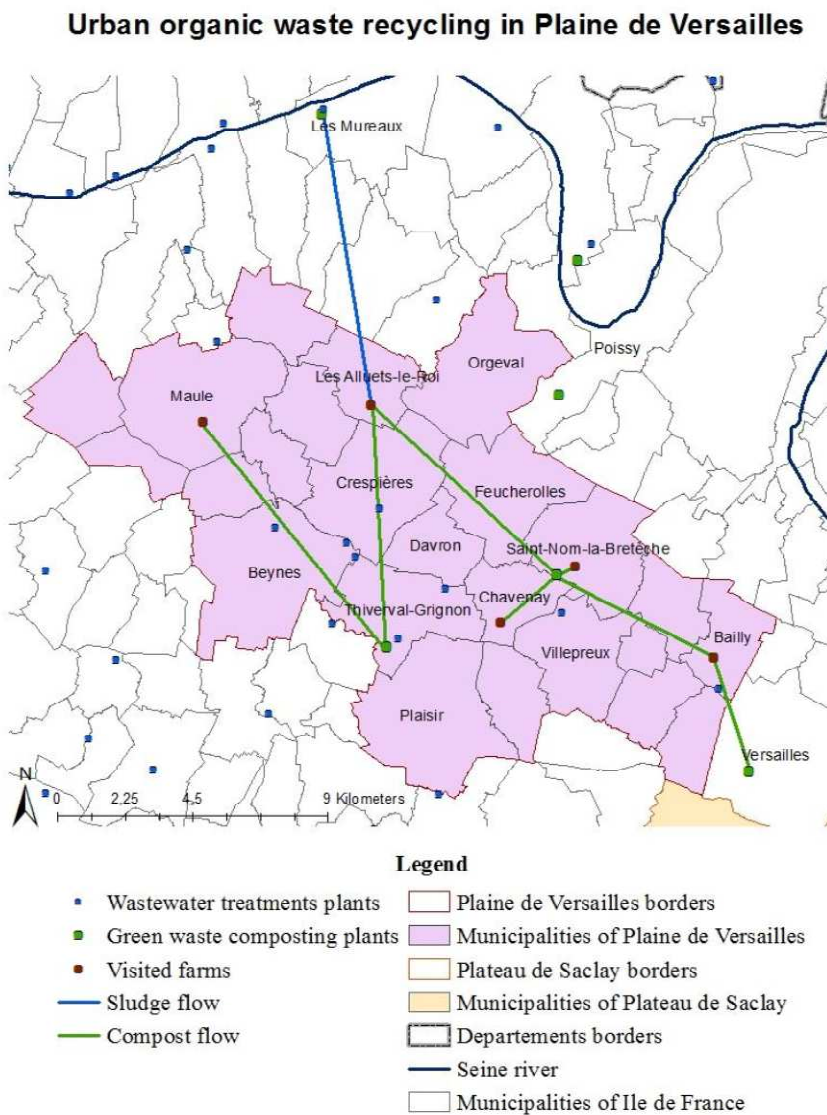 Urban organic waste recycling in Plaine de Versailles
Les Mureaux
Poissy
Orgeval
Les Alluets-le-Roi
Maule
Crespières
Feucherolles
Davron
Saint-Nom-la-Breteche
Beynes
Chavenay
Thiverval-Grignon
Bailly
Villepreux
Plaisir
Versailles
N
0 2.25 4.5 9 Kilometers
Legend
Wastewater treatments plants
Green waste composting plants
Visited farms
Sludge flow
Compost flow
Plaine de Versailles borders
Municipalities of Plaine de Versailles
Plateau de Saclay borders
Municipalities of Plateau de Saclay
Departements borders
Seine river
Municipalities of Ile de France